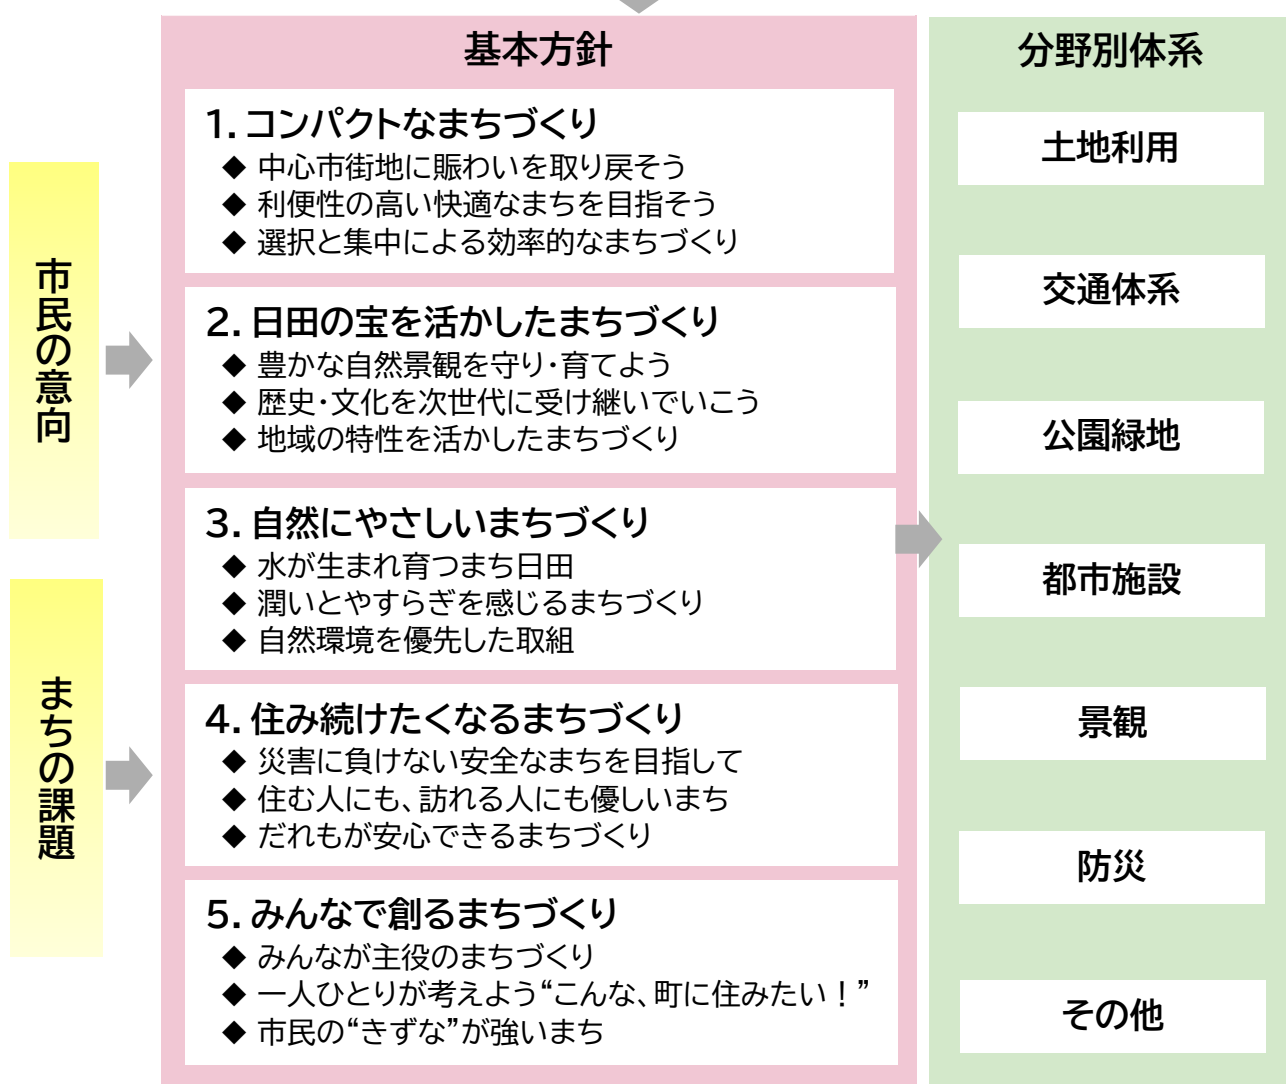 市民の意向
まちの課題
基本方針
1.コンパクトなまちづくり
◆ 中心市街地に賑わいを取り戻そう
◆ 利便性の高い快適なまちを目指そう
◆ 選択と集中による効率的なまちづくり
2.日田の宝を活かしたまちづくり
◆ 豊かな自然景観を守り・育てよう
◆ 歴史・文化を次世代に受け継いでいこう
◆ 地域の特性を活かしたまちづくり
3.自然にやさしいまちづくり
◆ 水が生まれ育つまち日田
◆ 潤いとやすらぎを感じるまちづくり
◆ 自然環境を優先した取組
4.住み続けたくなるまちづくり
◆ 災害に負けない安全なまちを目指して
◆ 住む人にも、訪れる人にも優しいまち
◆ だれもが安心できるまちづくり
5.みんなで創るまちづくり
◆ みんなが主役のまちづくり
◆ 一人ひとりが考えよう“こんな、町に住みたい！”
◆ 市民の“きずな”が強いまち
分野別体系
土地利用
交通体系
公園緑地
都市施設
景観
防災
その他